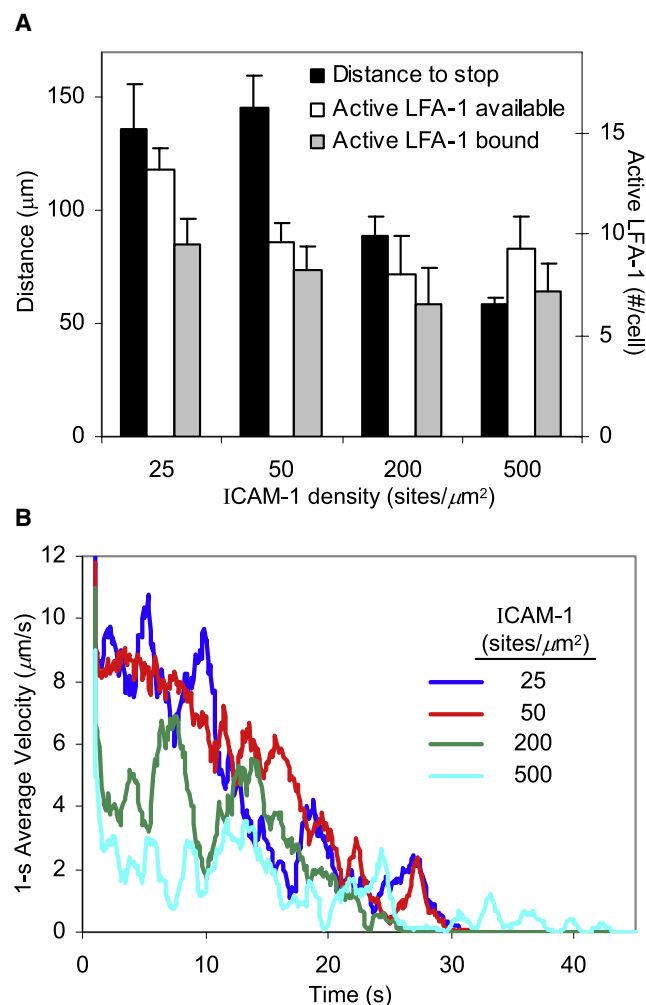 A
Distance to stop
Active LFA-1 available
Active LFA-1 bound
150
100
50
0
Distance (μm)
15
10
5
0
Active LFA-1
(#/cell)
25 50 200 500
ICAM-1 density (sites/μm²)
B
12
10
8
6
4
2
0
1-s Average Velocity (μm/s)
ICAM-1
(sites/μm²)
25
50
200
500
0 10 20 30 40
Time (s)